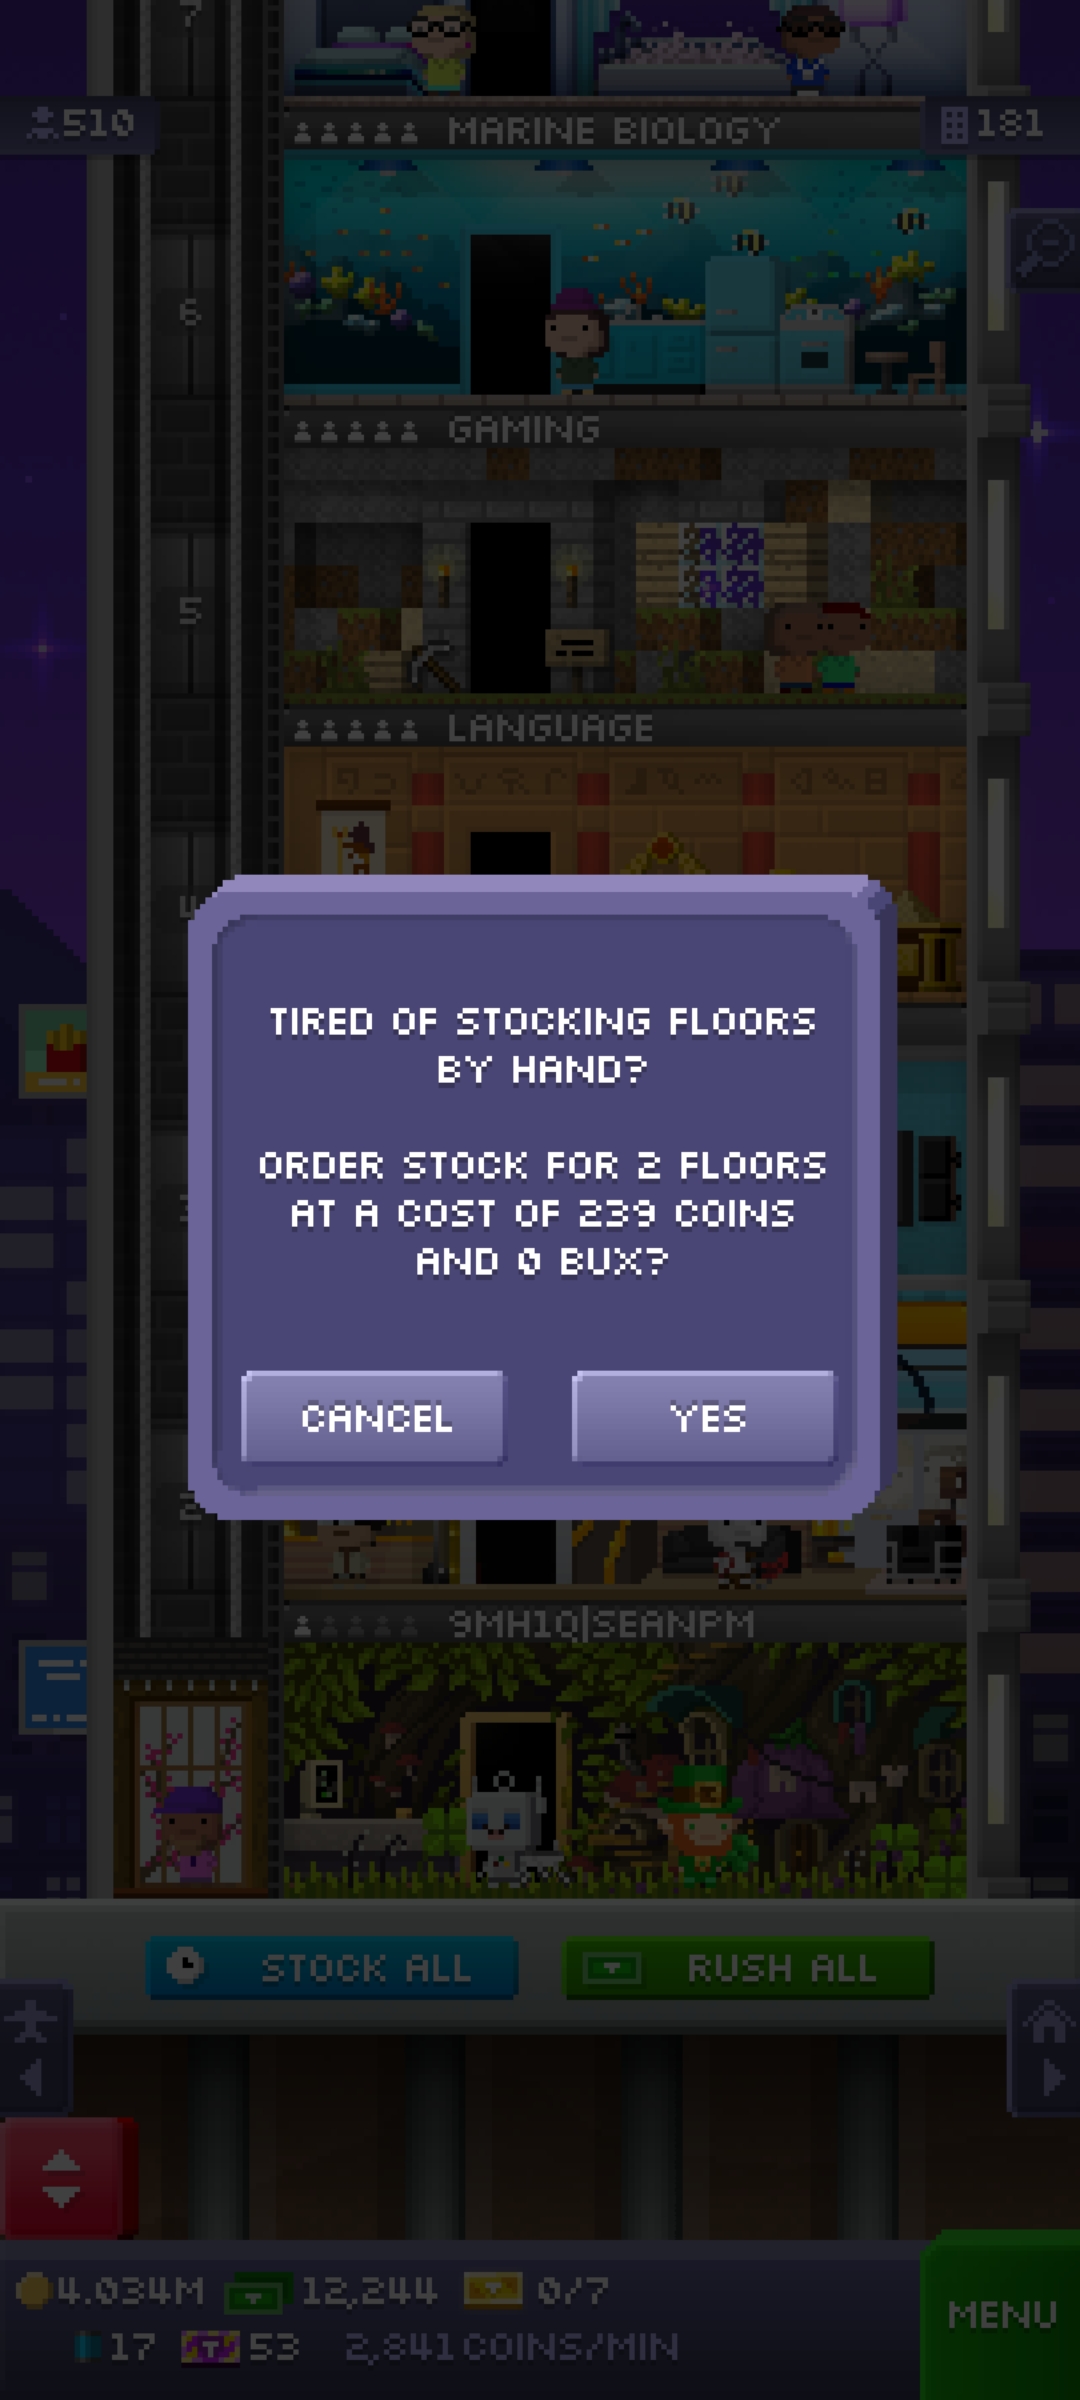 7
510
MARINE BIOLOGY
181
6
GAMING
5
LANGUAGE
4
TIRED OF STOCKING FLOORS
BY HAND?
ORDER STOCK FOR 2 FLOORS
AT A COST OF 239 COINS
AND 0 BUX?
CANCEL
YES
2
9MH1Q|SEANPM
STOCK ALL
RUSH ALL
4.034M
12,244
0/7
MENU
17
53
2,841 COINS/MIN